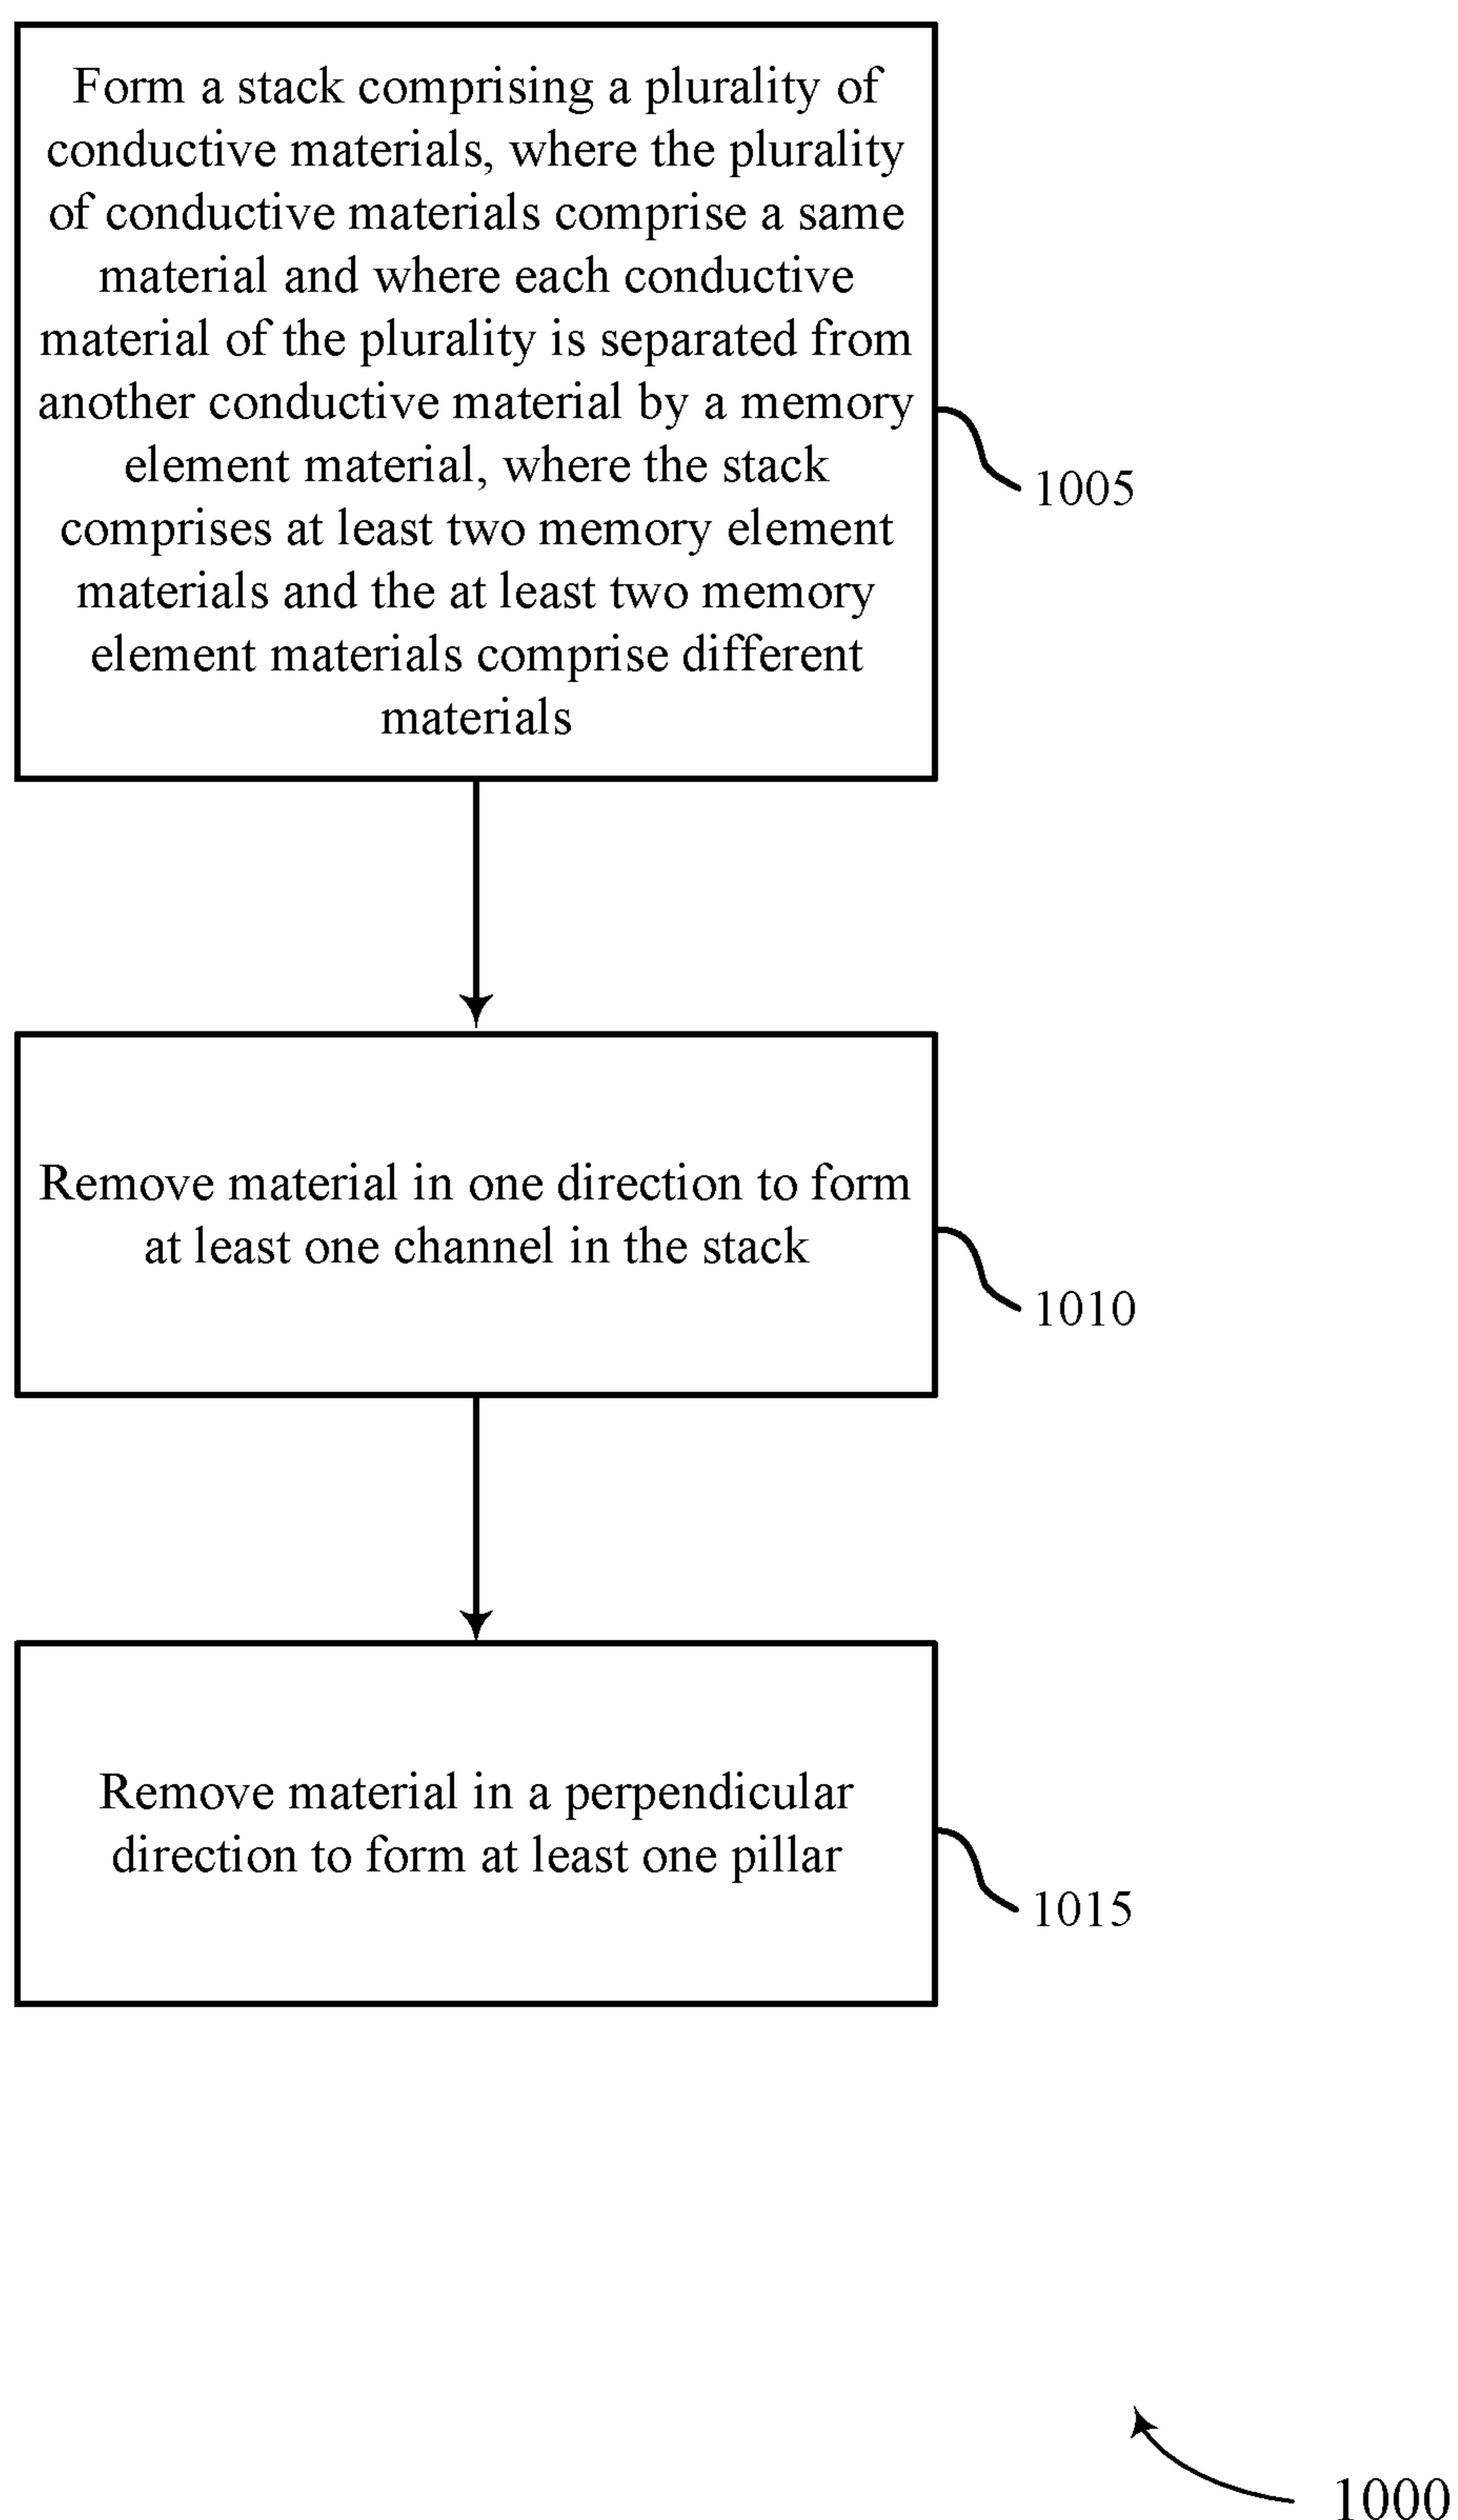 Form a stack comprising a plurality of
conductive materials, where the plurality
of conductive materials comprise a same
material and where each conductive
material of the plurality is separated from
another conductive material by a memory
element material, where the stack
comprises at least two memory element
materials and the at least two memory
element materials comprise different
materials
1005
Remove material in one direction to form
at least one channel in the stack
1010
Remove material in a perpendicular
direction to form at least one pillar
1015
1000